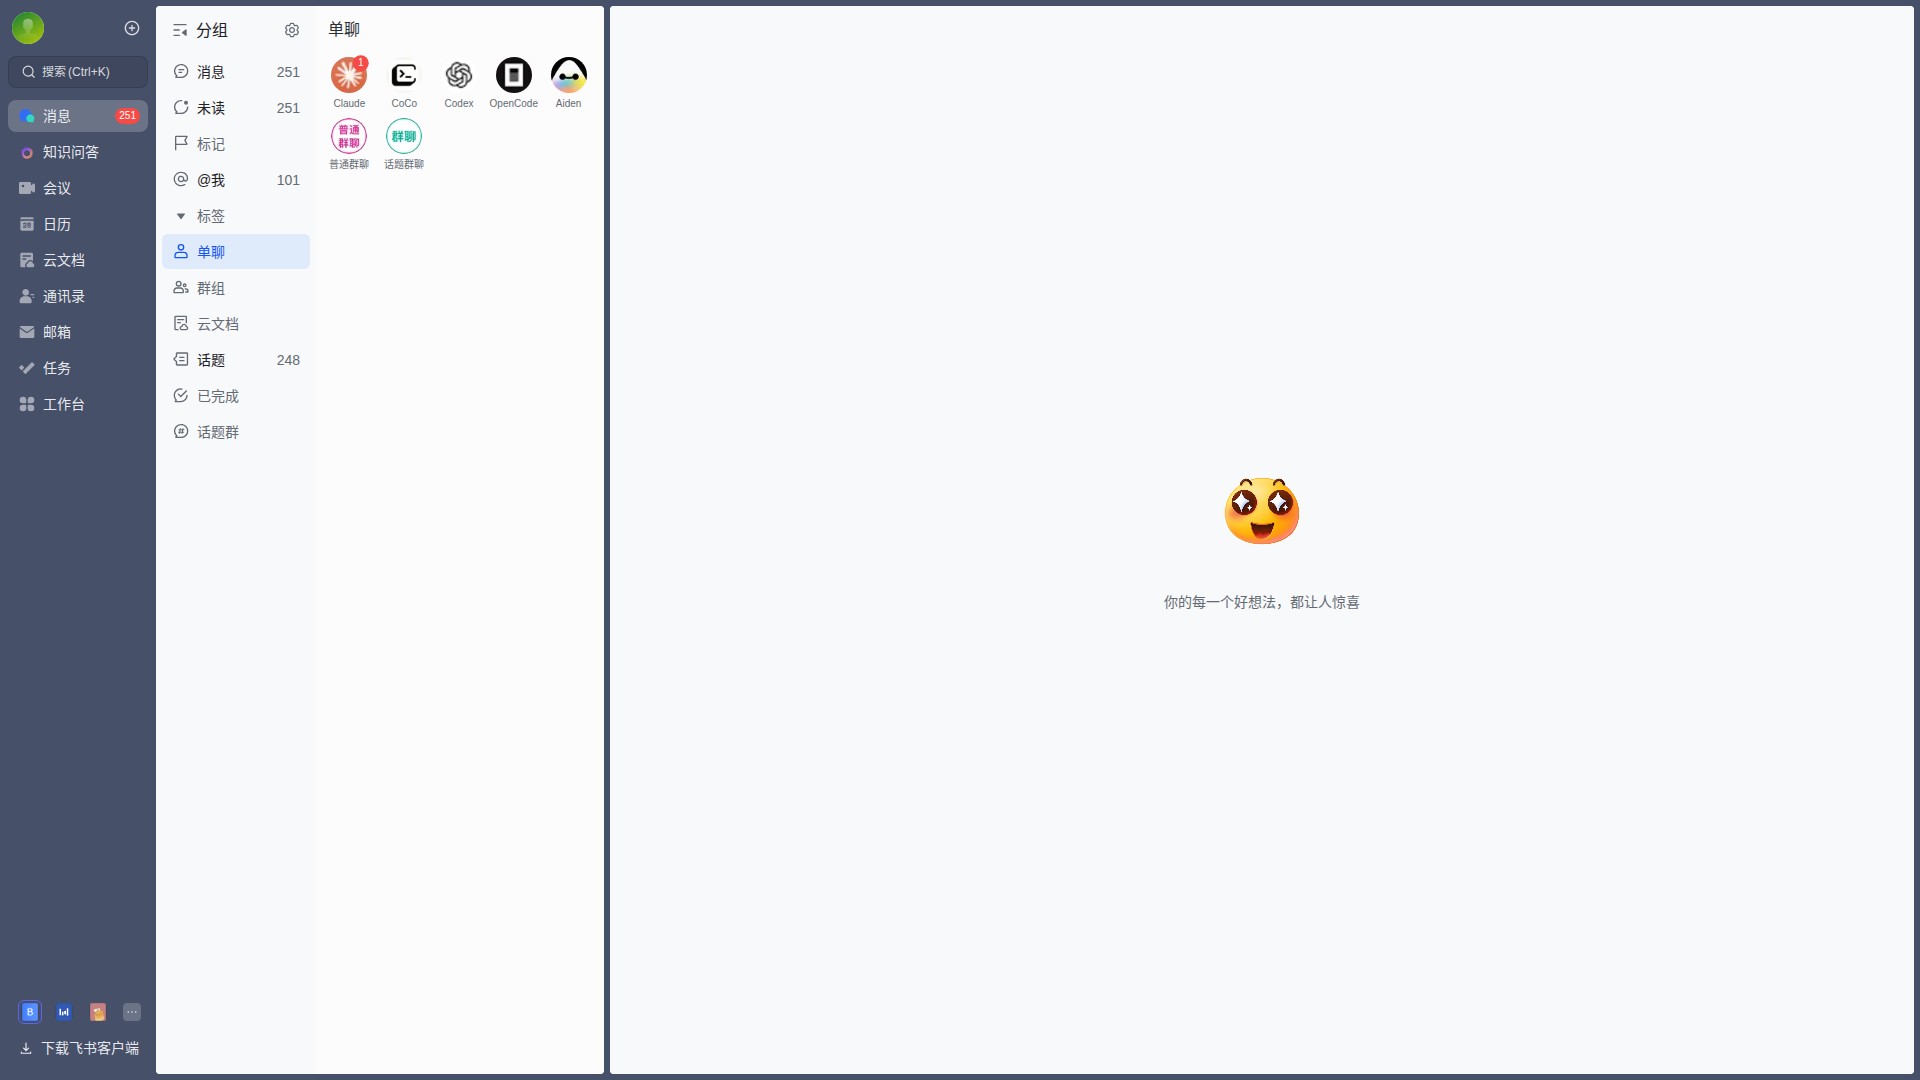 搜索 (Ctrl+K)
消息 251
知识问答
会议
日历
云文档
通讯录
邮箱
任务
工作台
B
下载飞书客户端
分组
消息 251
未读 251
标记
@我 101
标签
单聊
群组
云文档
话题 248
已完成
话题群
单聊
1
Claude CoCo Codex OpenCode Aiden
普通
群聊
群聊
普通群聊 话题群聊
你的每一个好想法，都让人惊喜